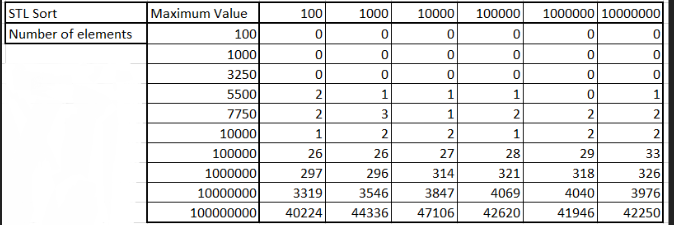 STL Sort Maximum Value 100 1000 10000 100000 1000000 10000000
Number of elements 100 0 0 0 0 0 0
1000 0 0 0 0 0 0
3250 0 0 0 0 0 0
5500 2 1 1 1 0 1
7750 2 3 1 2 2 2
10000 1 2 2 1 2 2
100000 26 26 27 28 29 33
1000000 297 296 314 321 318 326
10000000 3319 3546 3847 4069 4040 3976
100000000 40224 44336 47106 42620 41946 42250